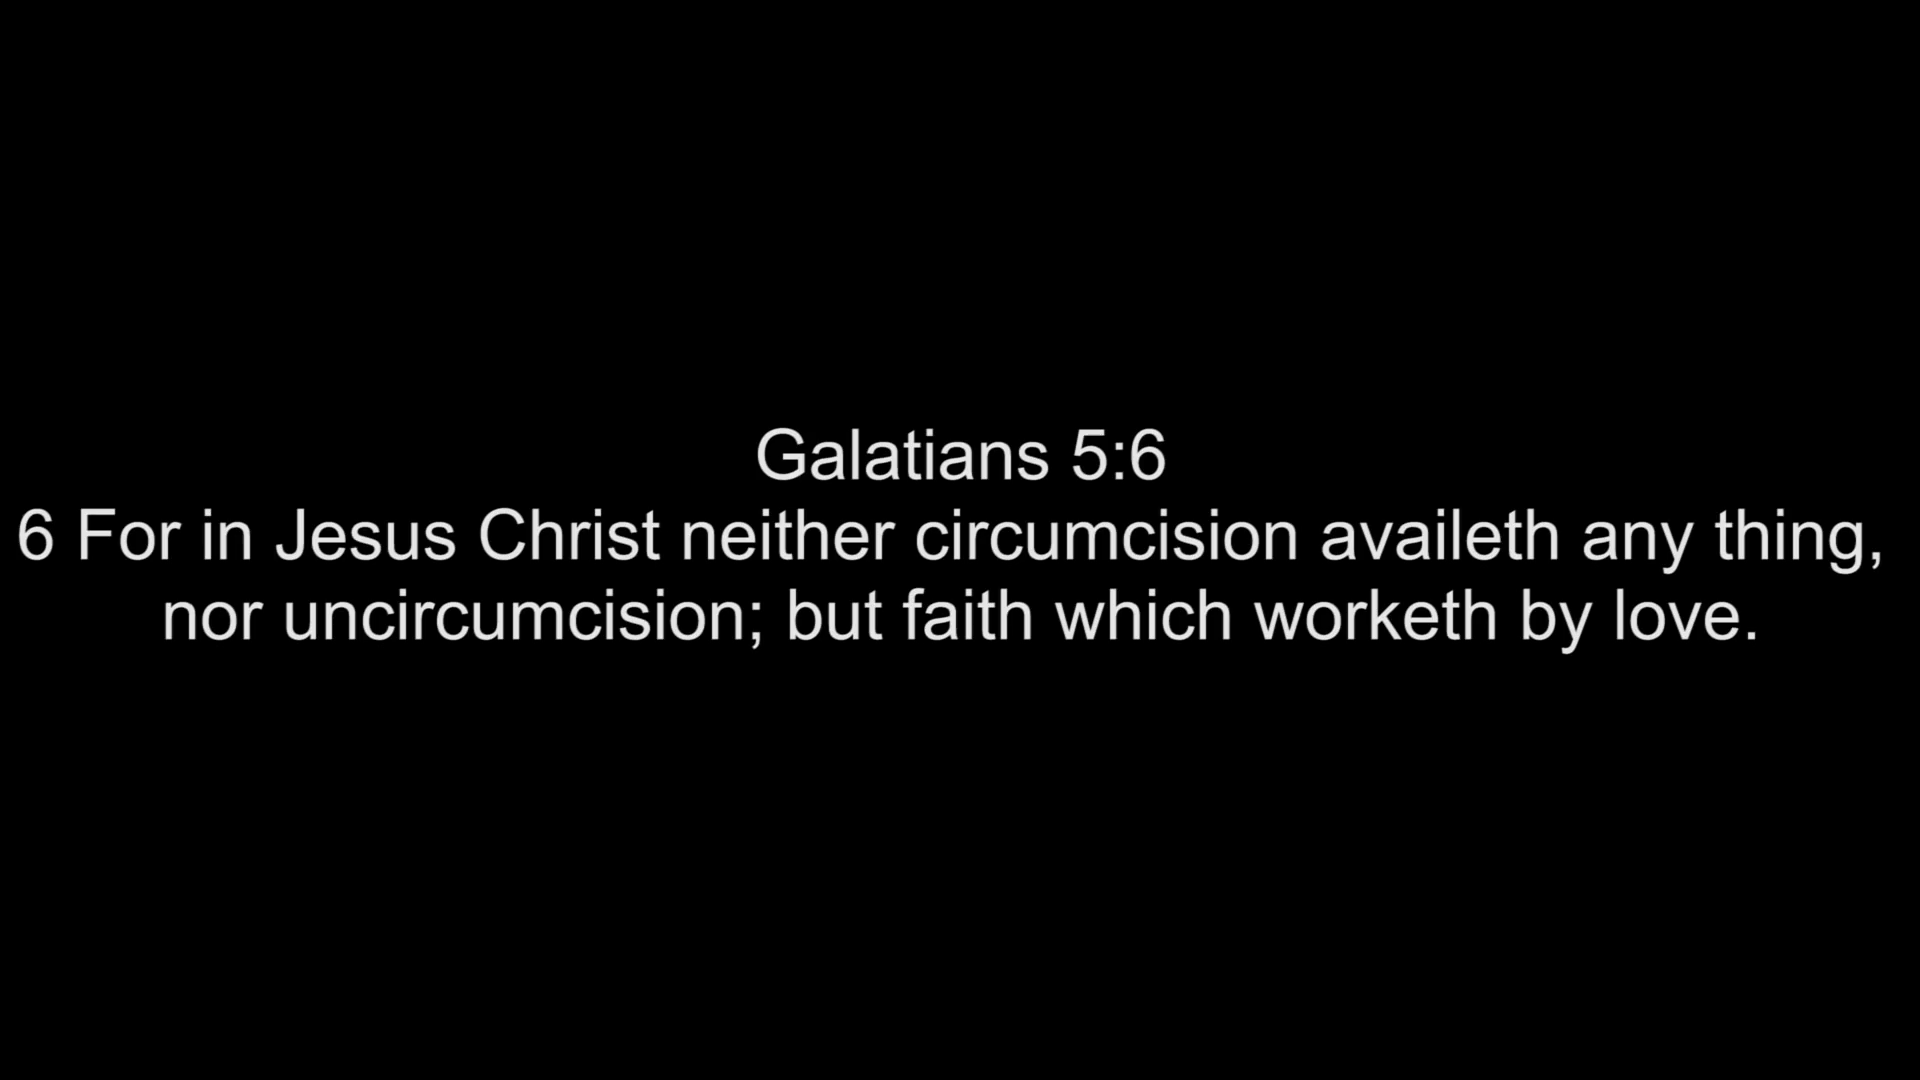 Galatians 5:6
6 For in Jesus Christ neither circumcision availeth any thing,
nor uncircumcision; but faith which worketh by love.